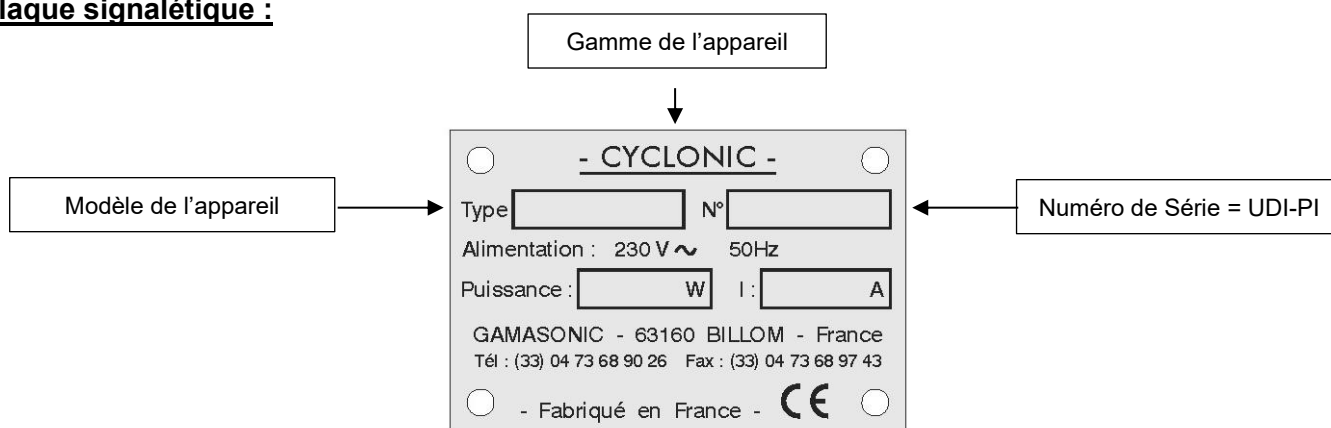 laque signalétique :
Gamme de l’appareil
- CYCLONIC -
Modèle de l’appareil
Type N°
Numéro de Série = UDI-PI
Alimentation : 230 V ~ 50Hz
Puissance : W I : A
GAMASONIC - 63160 BILLOM - France
Tél : (33) 04 73 68 90 26 Fax : (33) 04 73 68 97 43
- Fabriqué en France - CE